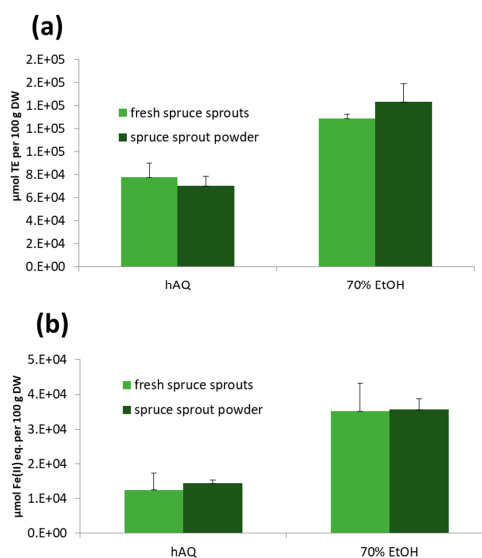 (a)
2.E+05
2.E+05
1.E+05
1.E+05
1.E+05
8.E+04
6.E+04
4.E+04
2.E+04
0.E+00
µmol TE per 100 g DW
fresh spruce sprouts
spruce sprout powder
hAQ
70% EtOH
(b)
5.E+04
4.E+04
3.E+04
2.E+04
1.E+04
0.E+00
µmol Fe(II) eq. per 100 g DW
fresh spruce sprouts
spruce sprout powder
hAQ
70% EtOH